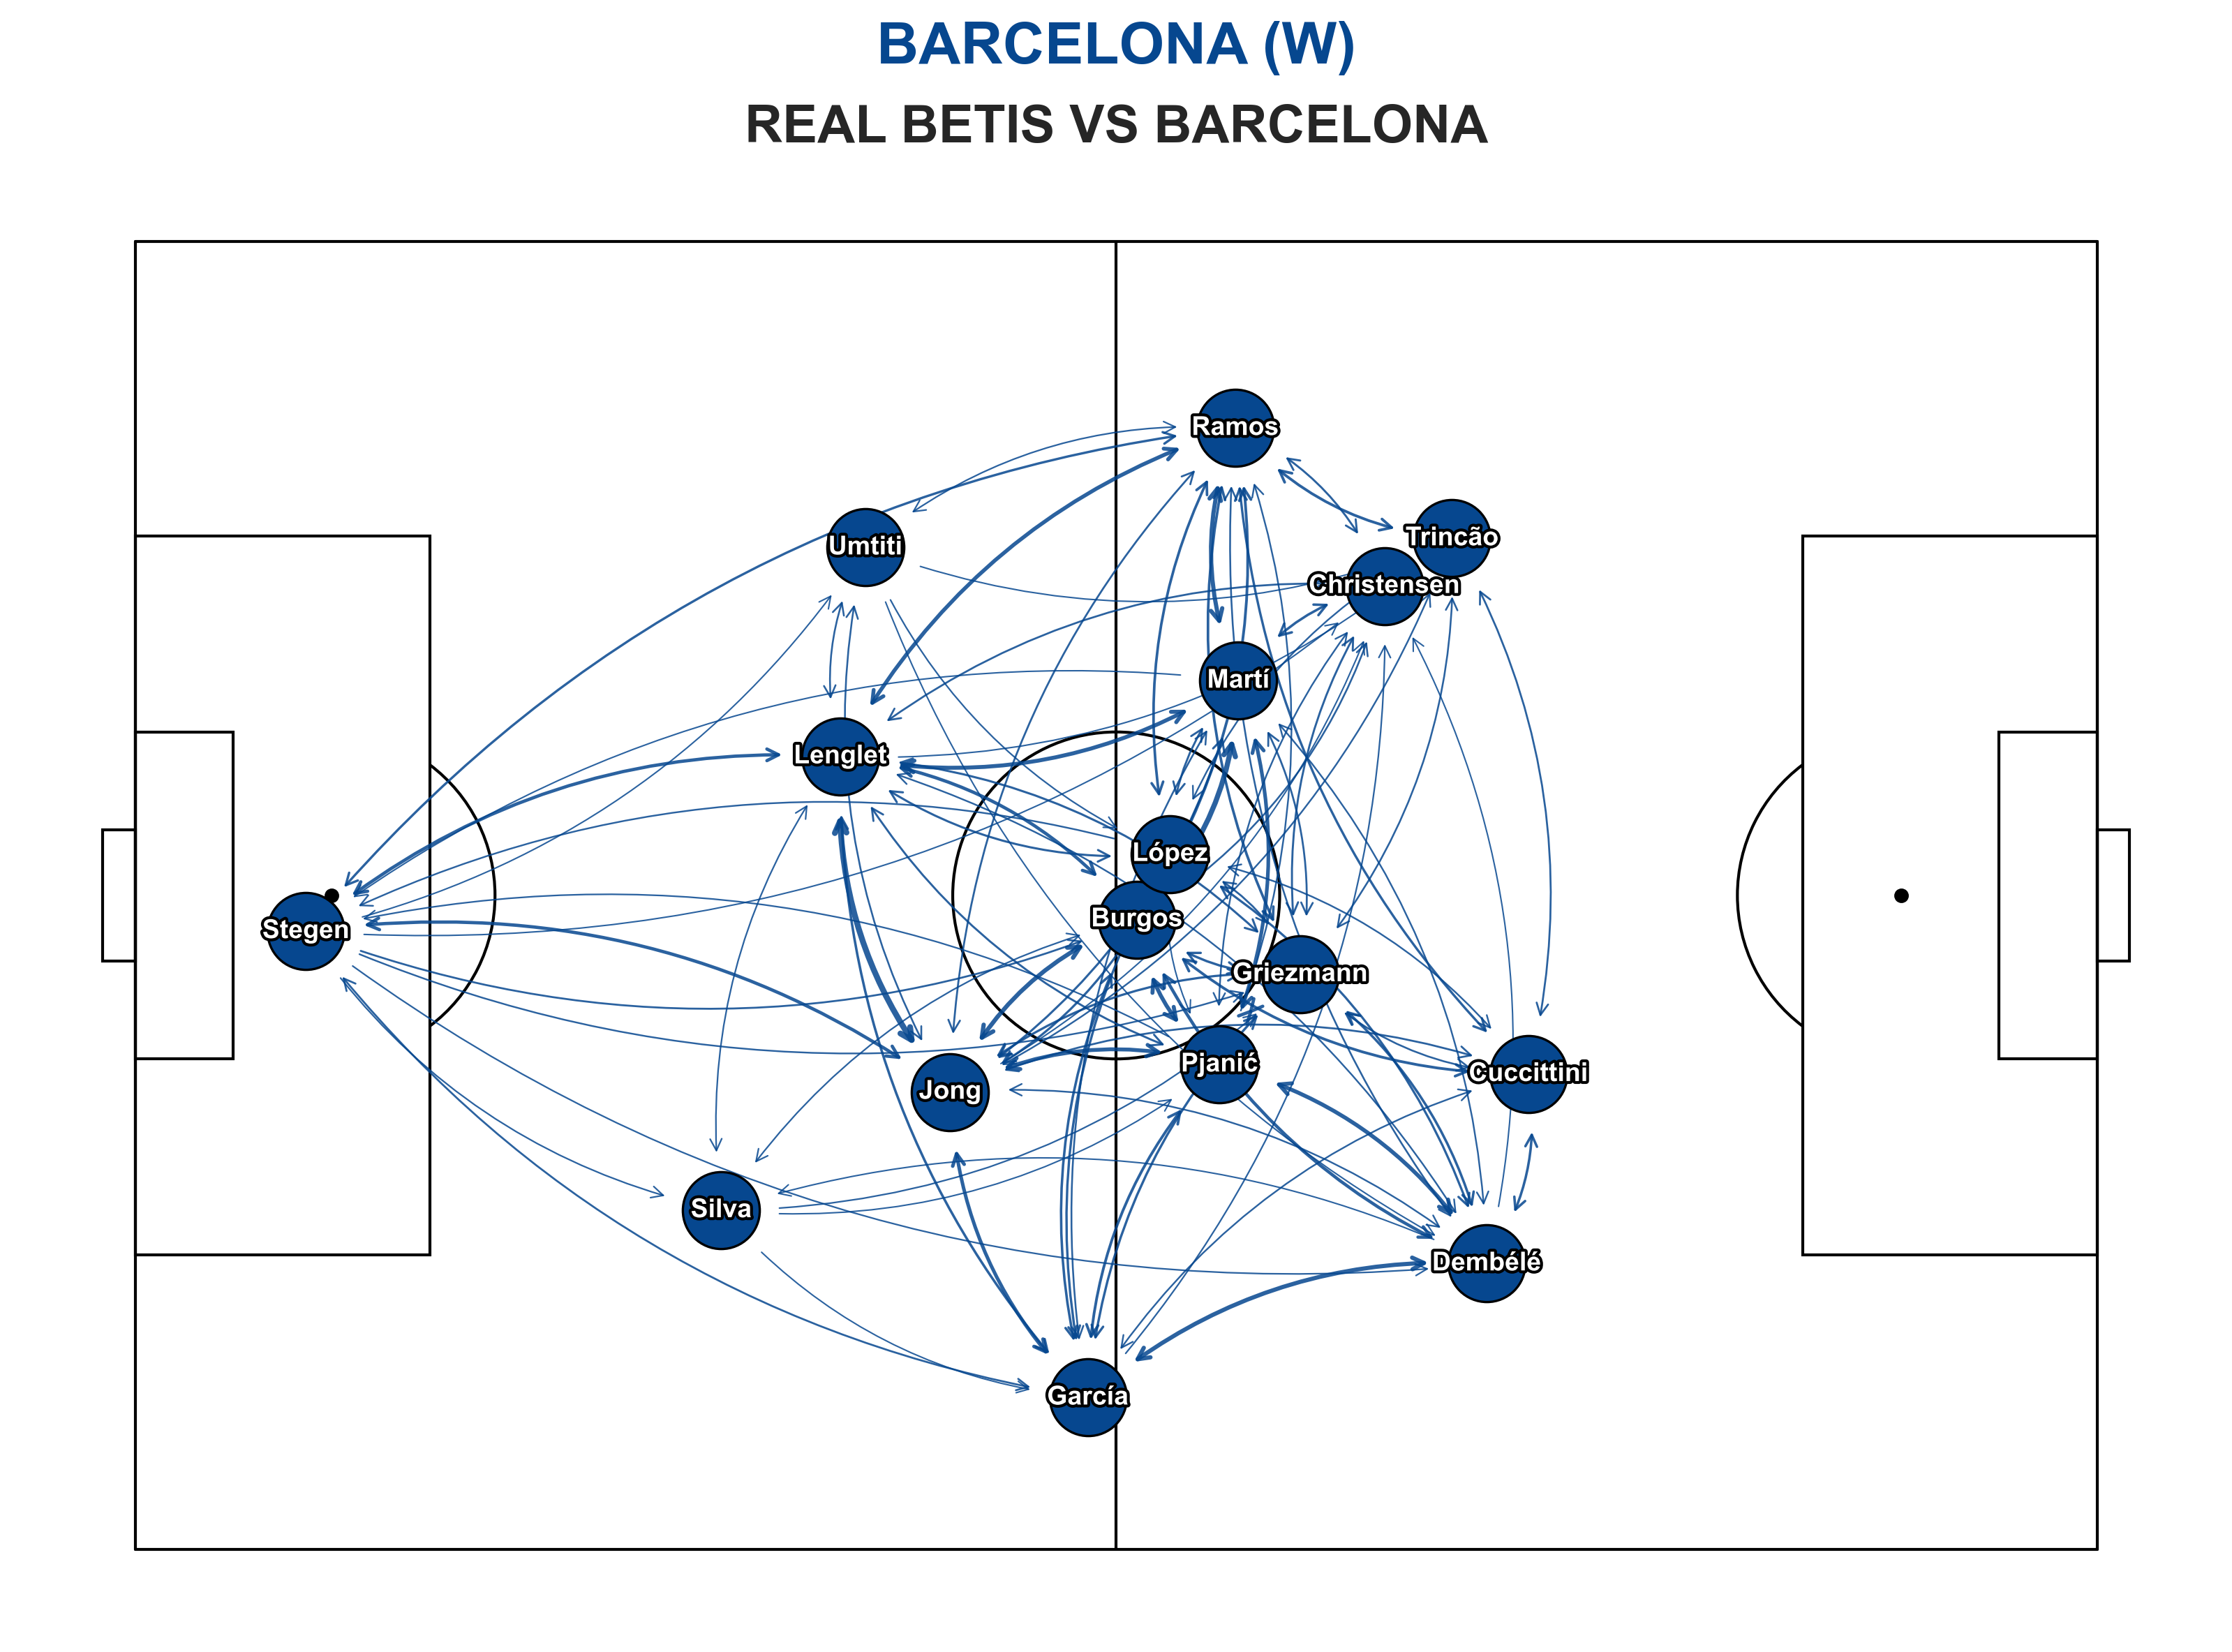 BARCELONA (W)
REAL BETIS VS BARCELONA
Ramos
Trincão
Umtiti
Christensen
Martí
Lenglet
López
Burgos
Stegen
Griezmann
Pjanić
Cuccittini
Jong
Silva
Dembélé
García